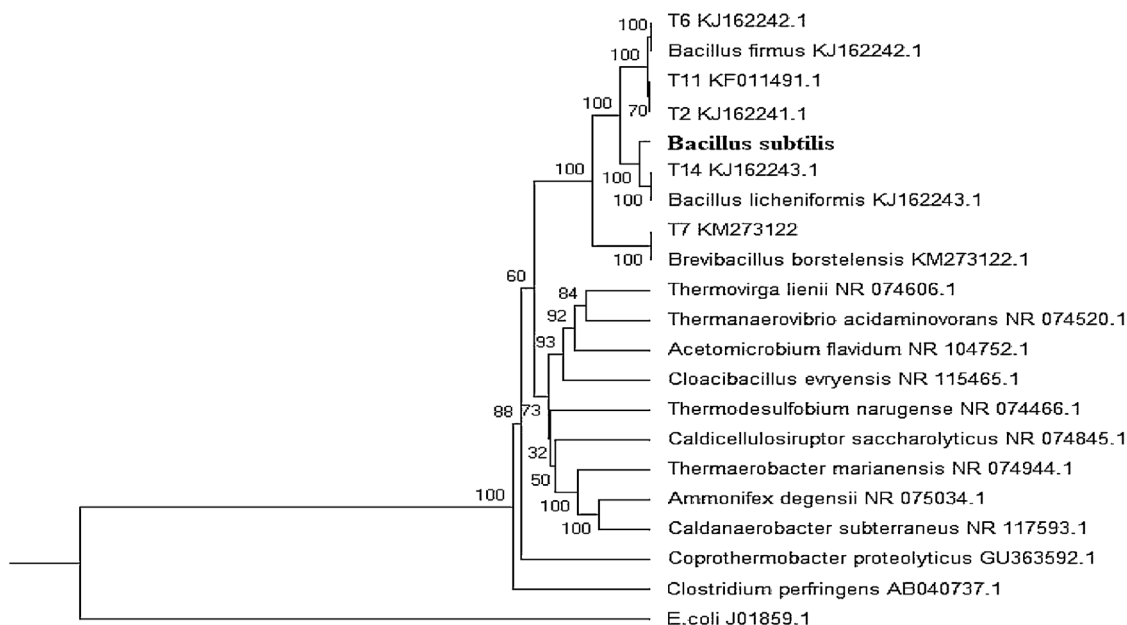 100
T6 KJ162242.1
Bacillus firmus KJ162242.1
100
T11 KF011491.1
70
T2 KJ162241.1
100
Bacillus subtilis
100
T14 KJ162243.1
100
Bacillus licheniformis KJ162243.1
100
T7 KM273122
100
Brevibacillus borstelensis KM273122.1
60
84
Thermovirga lienii NR 074606.1
92
Thermanaerovibrio acidaminovorans NR 074520.1
93
Acetomicrobium flavidum NR 104752.1
Cloacibacillus evryensis NR 115465.1
88
73
Thermodesulfobium narugense NR 074466.1
32
Caldicellulosiruptor saccharolyticus NR 074845.1
50
Thermaerobacter marianensis NR 074944.1
100
100
Ammonifex degensii NR 075034.1
100
Caldanaerobacter subterraneus NR 117593.1
Coprothermobacter proteolyticus GU363592.1
Clostridium perfringens AB040737.1
E.coli J01859.1